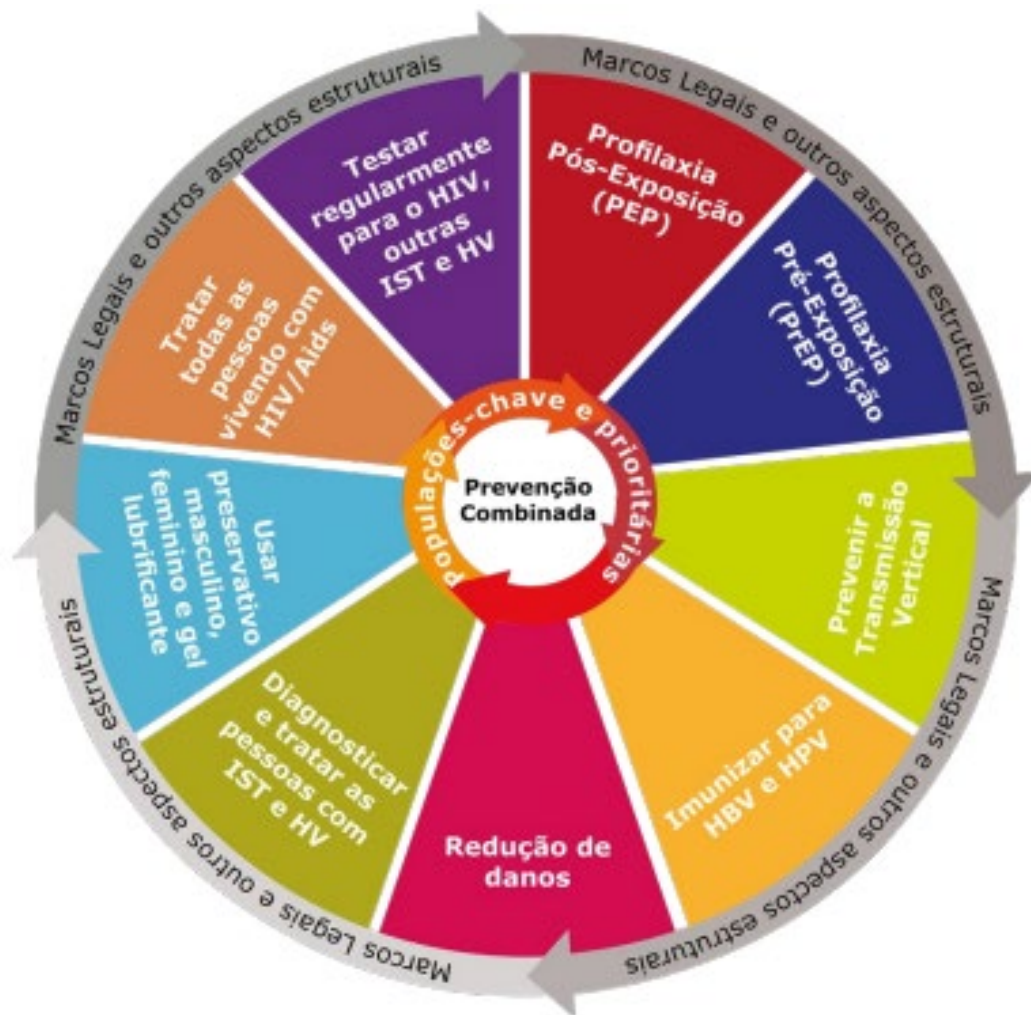 Marcos Legais e outros aspectos estruturais
Marcos Legais e outros aspectos estruturais
Marcos Legais e outros aspectos estruturais
Marcos Legais e outros aspectos estruturais
Profilaxia
Pós-Exposição
(PEP)
Profilaxia
Pré-Exposição
(PrEP)
Prevenir a
Transmissão
Vertical
Imunizar para
HBV e HPV
Redução de
danos
Diagnosticar
e tratar as
pessoas com
IST e HV
Usar
preservativo
masculino,
feminino e gel
lubrificante
Tratar
todas as
pessoas
vivendo com
HIV/Aids
Testar
regularmente
para o HIV,
outras
IST e HV
Populações-chave e prioritárias
Prevenção
Combinada